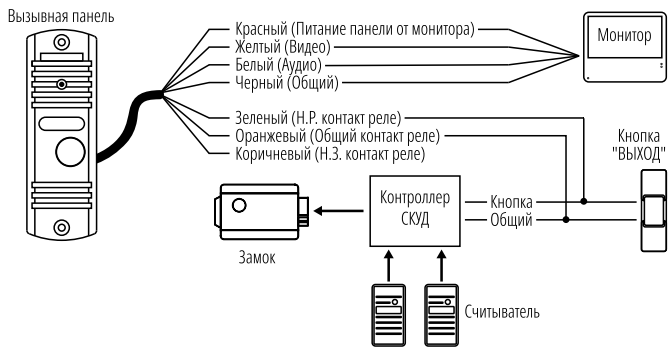 Вызывная панель
Красный (Питание панели от монитора)
Желтый (Видео)
Белый (Аудио)
Черный (Общий)
Монитор
Зеленый (Н.Р. контакт реле)
Оранжевый (Общий контакт реле)
Коричневый (Н.З. контакт реле)
Кнопка
"ВЫХОД"
Контроллер
СКУД
Кнопка
Общий
Замок
Считыватель